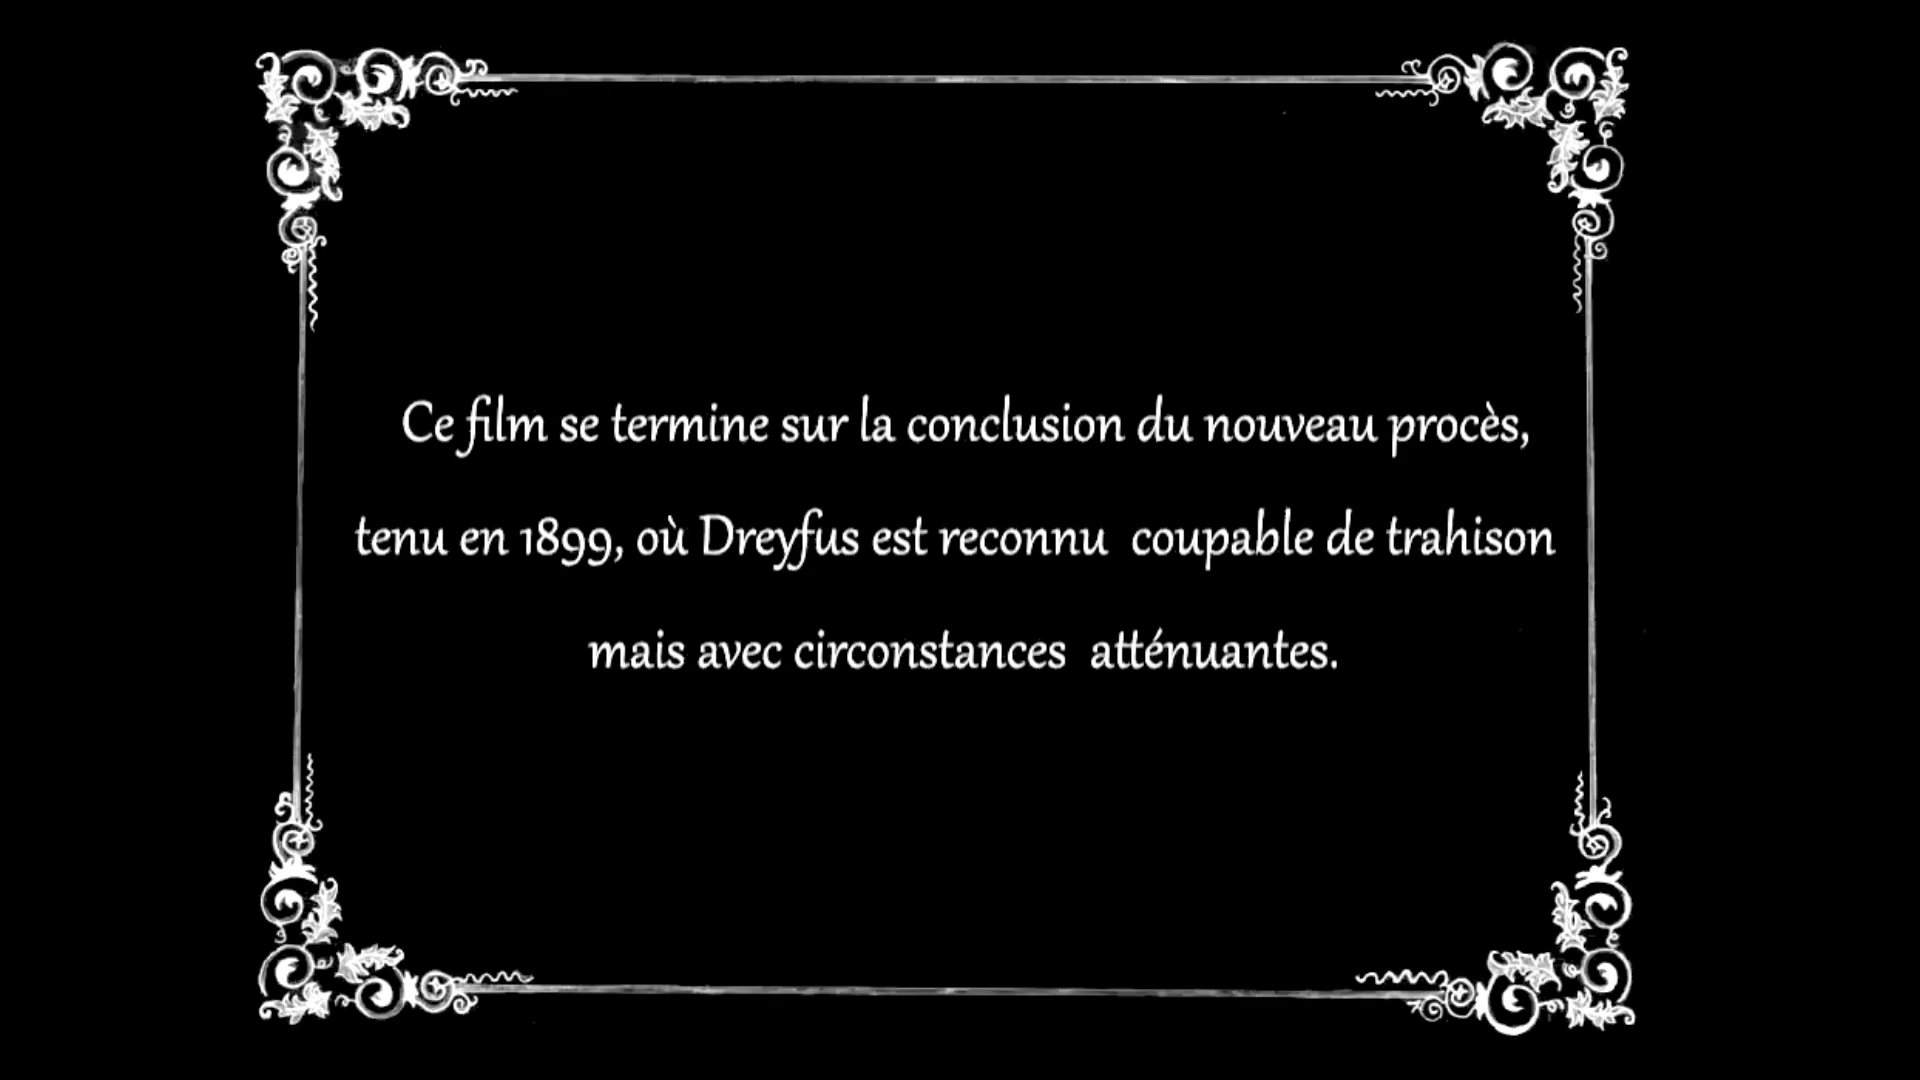 Ce film se termine sur la conclusion du nouveau procès,
tenu en 1899, où Dreyfus est reconnu coupable de trahison
mais avec circonstances atténuantes.